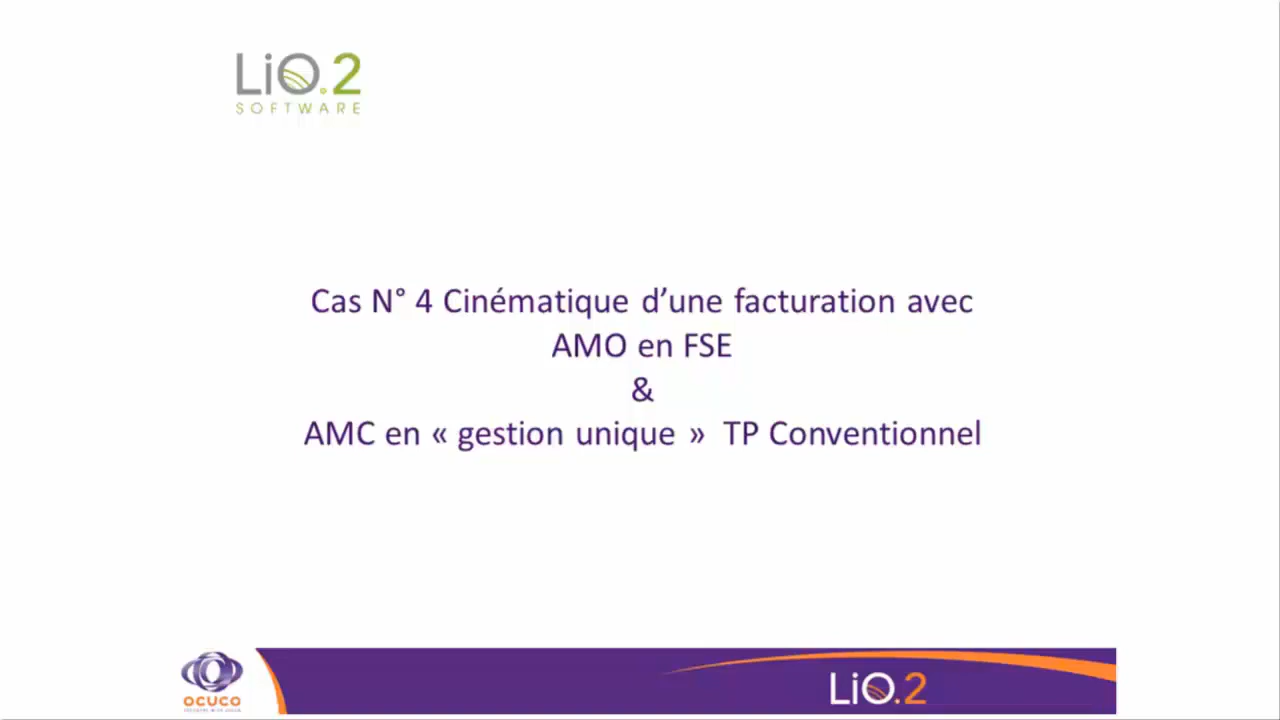 LiO.2
SOFTWARE
Cas N° 4 Cinématique d’une facturation avec
AMO en FSE
&
AMC en « gestion unique » TP Conventionnel
OCUCO
LiO.2